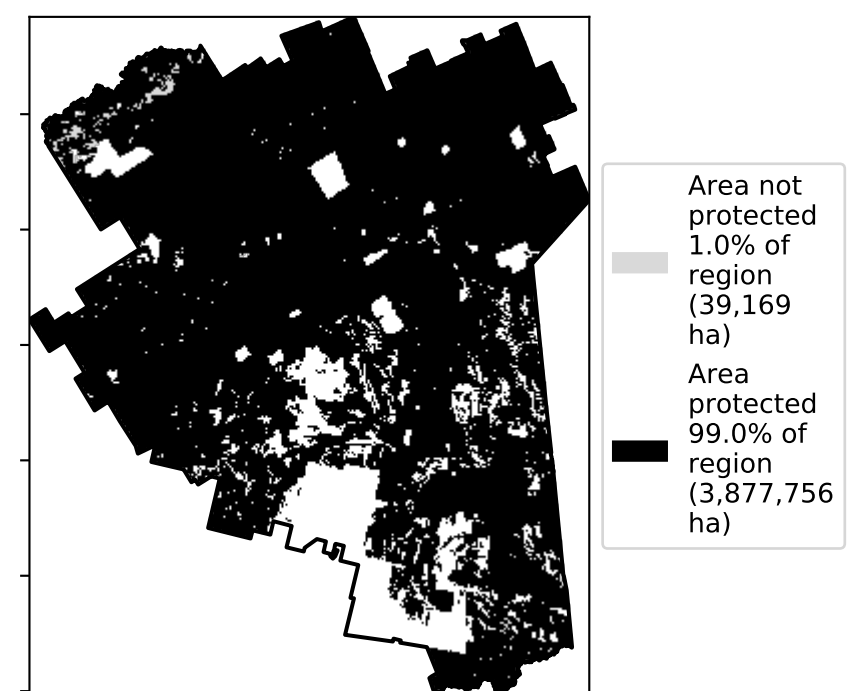 Area not
protected
1.0% of
region
(39,169
ha)
Area
protected
99.0% of
region
(3,877,756
ha)